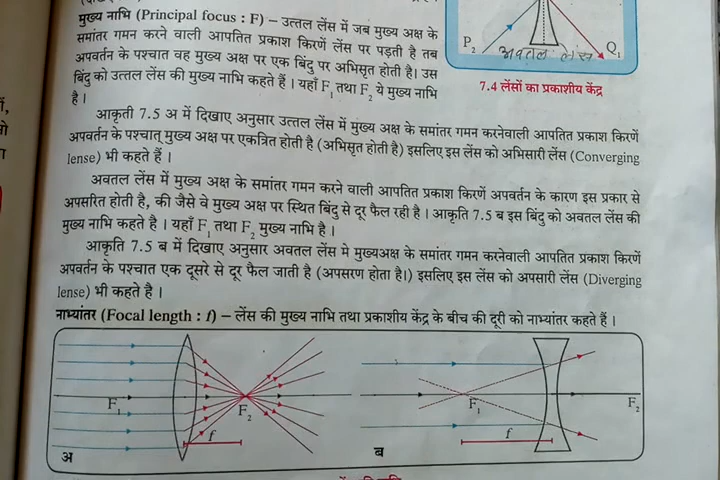 मुख्य नाभि (Principal focus : F) – उत्तल लेंस में जब मुख्य अक्ष के
समांतर गमन करने वाली आपतित प्रकाश किरणें लेंस पर पड़ती है तब
अपवर्तन के पश्चात वह मुख्य अक्ष पर एक बिंदु पर अभिसृत होती है। उस
बिंदु को उत्तल लेंस की मुख्य नाभि कहते हैं । यहाँ F₁ तथा F₂ ये मुख्य नाभि
है ।
P₂
Q₁
अवतल लेंस
7.4 लेंसों का प्रकाशीय केंद्र
आकृती 7.5 अ में दिखाए अनुसार उत्तल लेंस में मुख्य अक्ष के समांतर गमन करनेवाली आपतित प्रकाश किरणें
अपवर्तन के पश्चात् मुख्य अक्ष पर एकत्रित होती है (अभिसृत होती है) इसलिए इस लेंस को अभिसारी लेंस (Converging
lense) भी कहते हैं ।
अवतल लेंस में मुख्य अक्ष के समांतर गमन करने वाली आपतित प्रकाश किरणें अपवर्तन के कारण इस प्रकार से
अपसरित होती है, की जैसे वे मुख्य अक्ष पर स्थित बिंदु से दूर फैल रही है । आकृति 7.5 ब इस बिंदु को अवतल लेंस की
मुख्य नाभि कहते है । यहाँ F₁ तथा F₂ मुख्य नाभि है ।
आकृति 7.5 ब में दिखाए अनुसार अवतल लेंस मे मुख्यअक्ष के समांतर गमन करनेवाली आपतित प्रकाश किरणें
अपवर्तन के पश्चात एक दूसरे से दूर फैल जाती है (अपसरण होता है।) इसलिए इस लेंस को अपसारी लेंस (Diverging
lense) भी कहते है ।
नाभ्यांतर (Focal length : f) – लेंस की मुख्य नाभि तथा प्रकाशीय केंद्र के बीच की दूरी को नाभ्यांतर कहते हैं ।
F₁
F₂
f
अ
F₁
F₂
f
ब